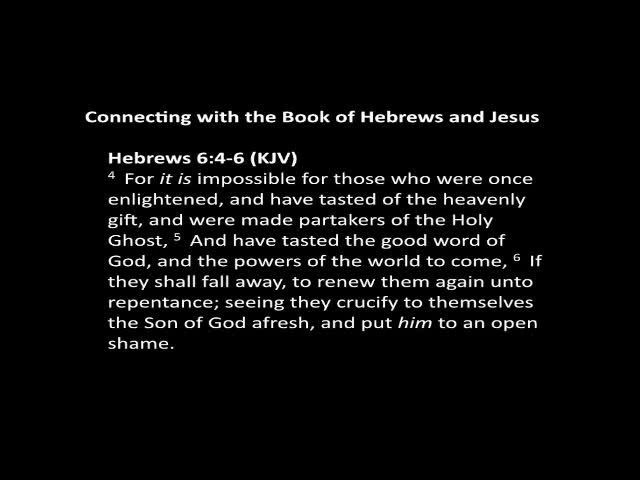 Connecting with the Book of Hebrews and Jesus
Hebrews 6:4-6 (KJV)
4 For it is impossible for those who were once
enlightened, and have tasted of the heavenly
gift, and were made partakers of the Holy
Ghost, 5 And have tasted the good word of
God, and the powers of the world to come, 6 If
they shall fall away, to renew them again unto
repentance; seeing they crucify to themselves
the Son of God afresh, and put him to an open
shame.